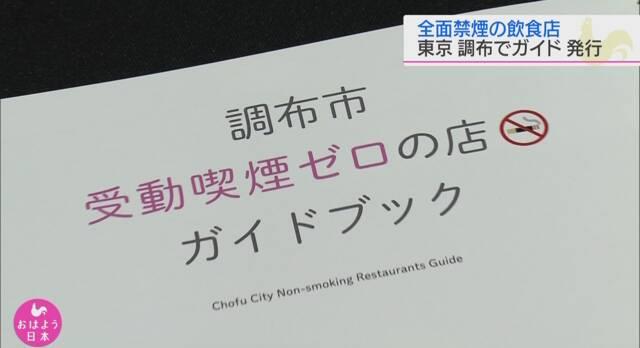 全面禁煙の飲食店
東京 調布でガイド 発行
調布市
受動喫煙ゼロの店
ガイドブック
Chofu City Non-smoking Restaurants Guide
おはよう
日本